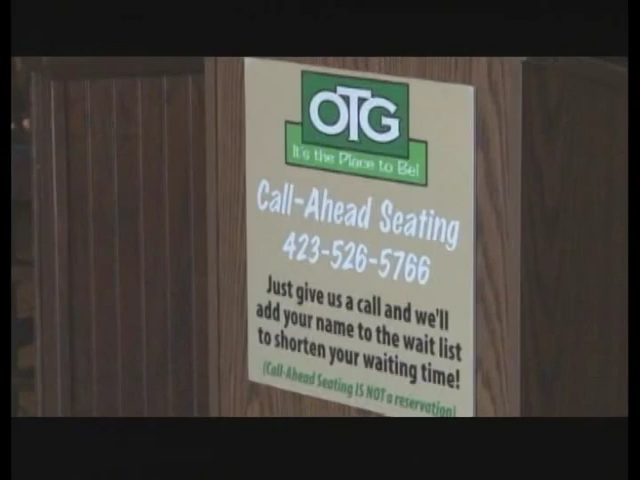 OTG
It's the Place to Be!
Call-Ahead Seating
423-526-5766
Just give us a call and we'll
add your name to the wait list
to shorten your waiting time!
(Call-Ahead Seating IS NOT a reservation)